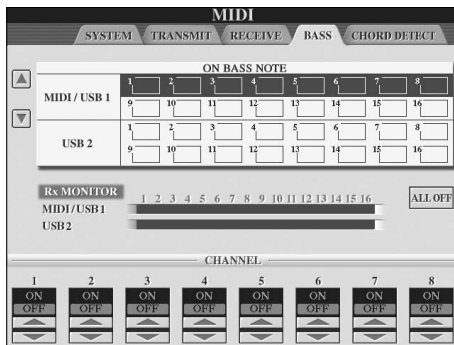 MIDI
SYSTEM TRANSMIT RECEIVE BASS CHORD DETECT
ON BASS NOTE
MIDI / USB 1
1 2 3 4 5 6 7 8
9 10 11 12 13 14 15 16
USB 2
1 2 3 4 5 6 7 8
9 10 11 12 13 14 15 16
Rx MONITOR
1 2 3 4 5 6 7 8 9 10 11 12 13 14 15 16
MIDI/USB1
USB2
ALL OFF
CHANNEL
1 2 3 4 5 6 7 8
ON ON ON ON ON ON ON ON
OFF OFF OFF OFF OFF OFF OFF OFF